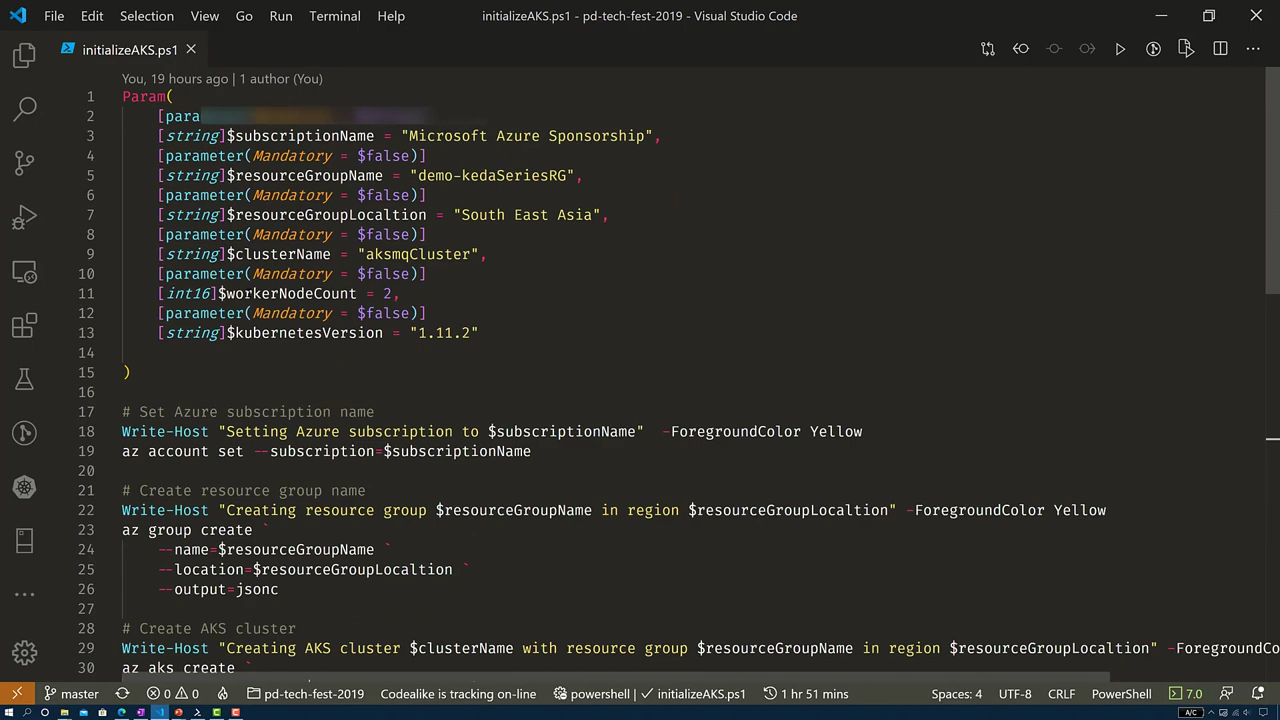 File Edit Selection View Go Run Terminal Help initializeAKS.ps1 - pd-tech-fest-2019 - Visual Studio Code
initializeAKS.ps1
You, 19 hours ago | 1 author (You)
1 Param(
2 [para
3 [string]$subscriptionName = "Microsoft Azure Sponsorship",
4 [parameter(Mandatory = $false)]
5 [string]$resourceGroupName = "demo-kedaSeriesRG",
6 [parameter(Mandatory = $false)]
7 [string]$resourceGroupLocaltion = "South East Asia",
8 [parameter(Mandatory = $false)]
9 [string]$clusterName = "aksmqCluster",
10 [parameter(Mandatory = $false)]
11 [int16]$workerNodeCount = 2,
12 [parameter(Mandatory = $false)]
13 [string]$kubernetesVersion = "1.11.2"
14
15 )
16
17 # Set Azure subscription name
18 Write-Host "Setting Azure subscription to $subscriptionName" -ForegroundColor Yellow
19 az account set --subscription=$subscriptionName
20
21 # Create resource group name
22 Write-Host "Creating resource group $resourceGroupName in region $resourceGroupLocaltion" -ForegroundColor Yellow
23 az group create `
24 --name=$resourceGroupName `
25 --location=$resourceGroupLocaltion `
26 --output=jsonc
27
28 # Create AKS cluster
29 Write-Host "Creating AKS cluster $clusterName with resource group $resourceGroupName in region $resourceGroupLocaltion" -ForegroundCo
30 az aks create `
master 0 0 pd-tech-fest-2019 Codealike is tracking on-line powershell | initializeAKS.ps1 1 hr 51 mins Spaces: 4 UTF-8 CRLF PowerShell 7.0
A/C